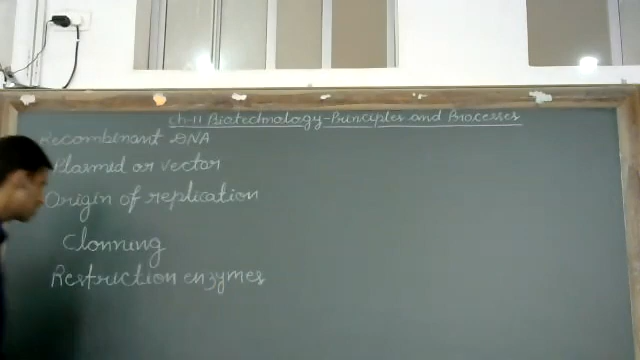 Ch-11 Biotechnology-Principles and Processes
Recombinant DNA
Plasmid or vector
Origin of replication
Clonning
Restriction enzymes